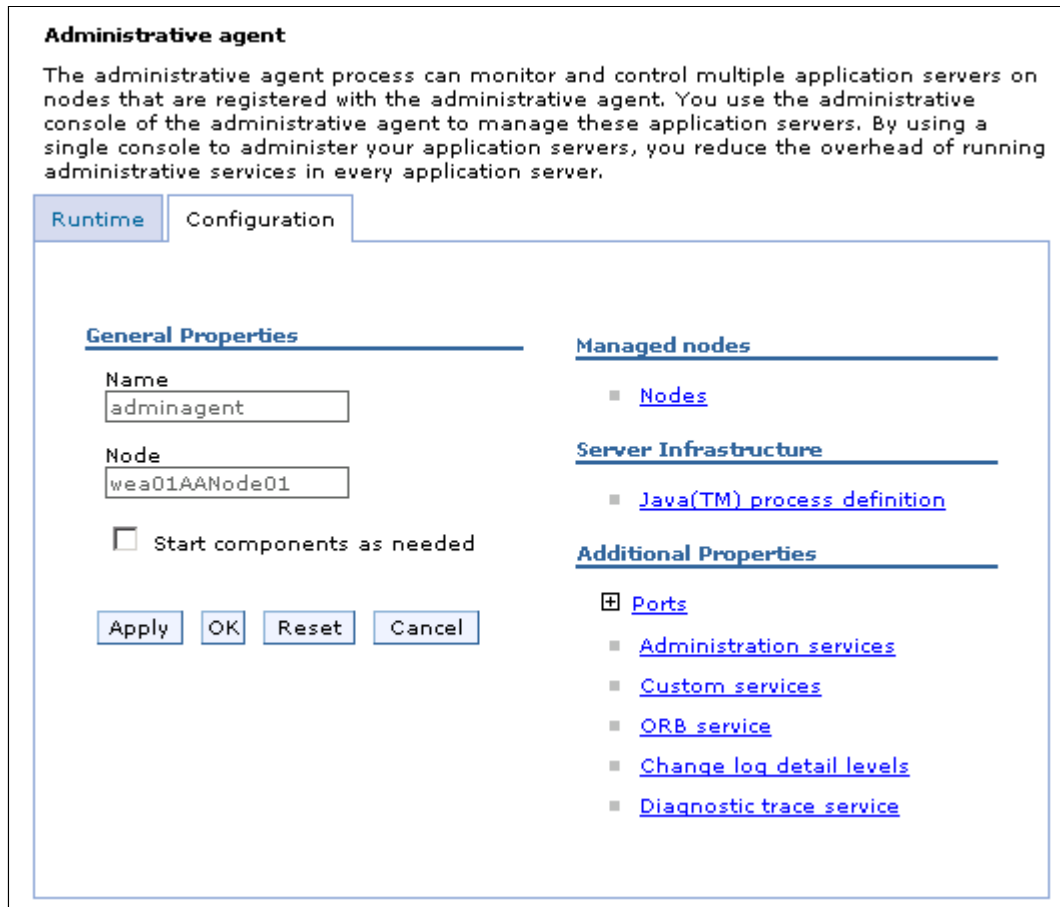 Administrative agent
The administrative agent process can monitor and control multiple application servers on
nodes that are registered with the administrative agent. You use the administrative
console of the administrative agent to manage these application servers. By using a
single console to administer your application servers, you reduce the overhead of running
administrative services in every application server.
Runtime
Configuration
General Properties
Name
adminagent
Node
wea01AANode01
Start components as needed
Apply
OK
Reset
Cancel
Managed nodes
Nodes
Server Infrastructure
Java(TM) process definition
Additional Properties
Ports
Administration services
Custom services
ORB service
Change log detail levels
Diagnostic trace service